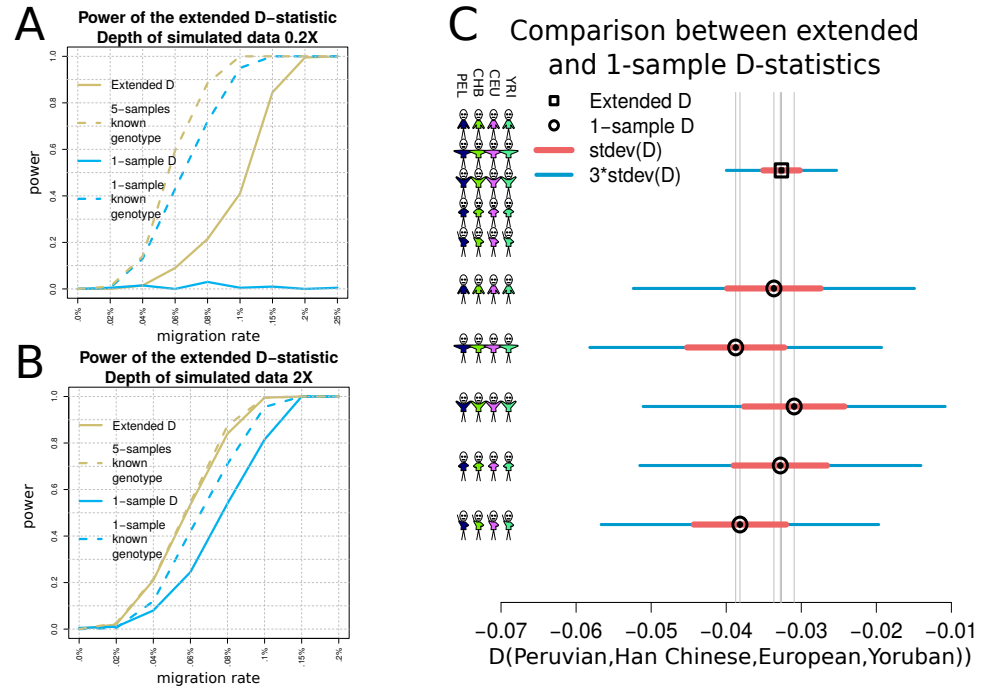 A
Power of the extended D−statistic
Depth of simulated data 0.2X
power
1.0
0.8
0.6
0.4
0.2
0.0
Extended D
5−samples
known
genotype
1−sample D
1−sample
known
genotype
.0%
.02%
.04%
.06%
.08%
.1%
.15%
.2%
.25%
migration rate
B
Power of the extended D−statistic
Depth of simulated data 2X
power
1.0
0.8
0.6
0.4
0.2
0.0
Extended D
5−samples
known
genotype
1−sample D
1−sample
known
genotype
.0%
.02%
.04%
.06%
.08%
.1%
.15%
.2%
migration rate
C
Comparison between extended
and 1-sample D-statistics
PEL
CHB
CEU
YRI
Extended D
1−sample D
stdev(D)
3*stdev(D)
−0.07 −0.06 −0.05 −0.04 −0.03 −0.02 −0.01
D(Peruvian,Han Chinese,European,Yoruban))